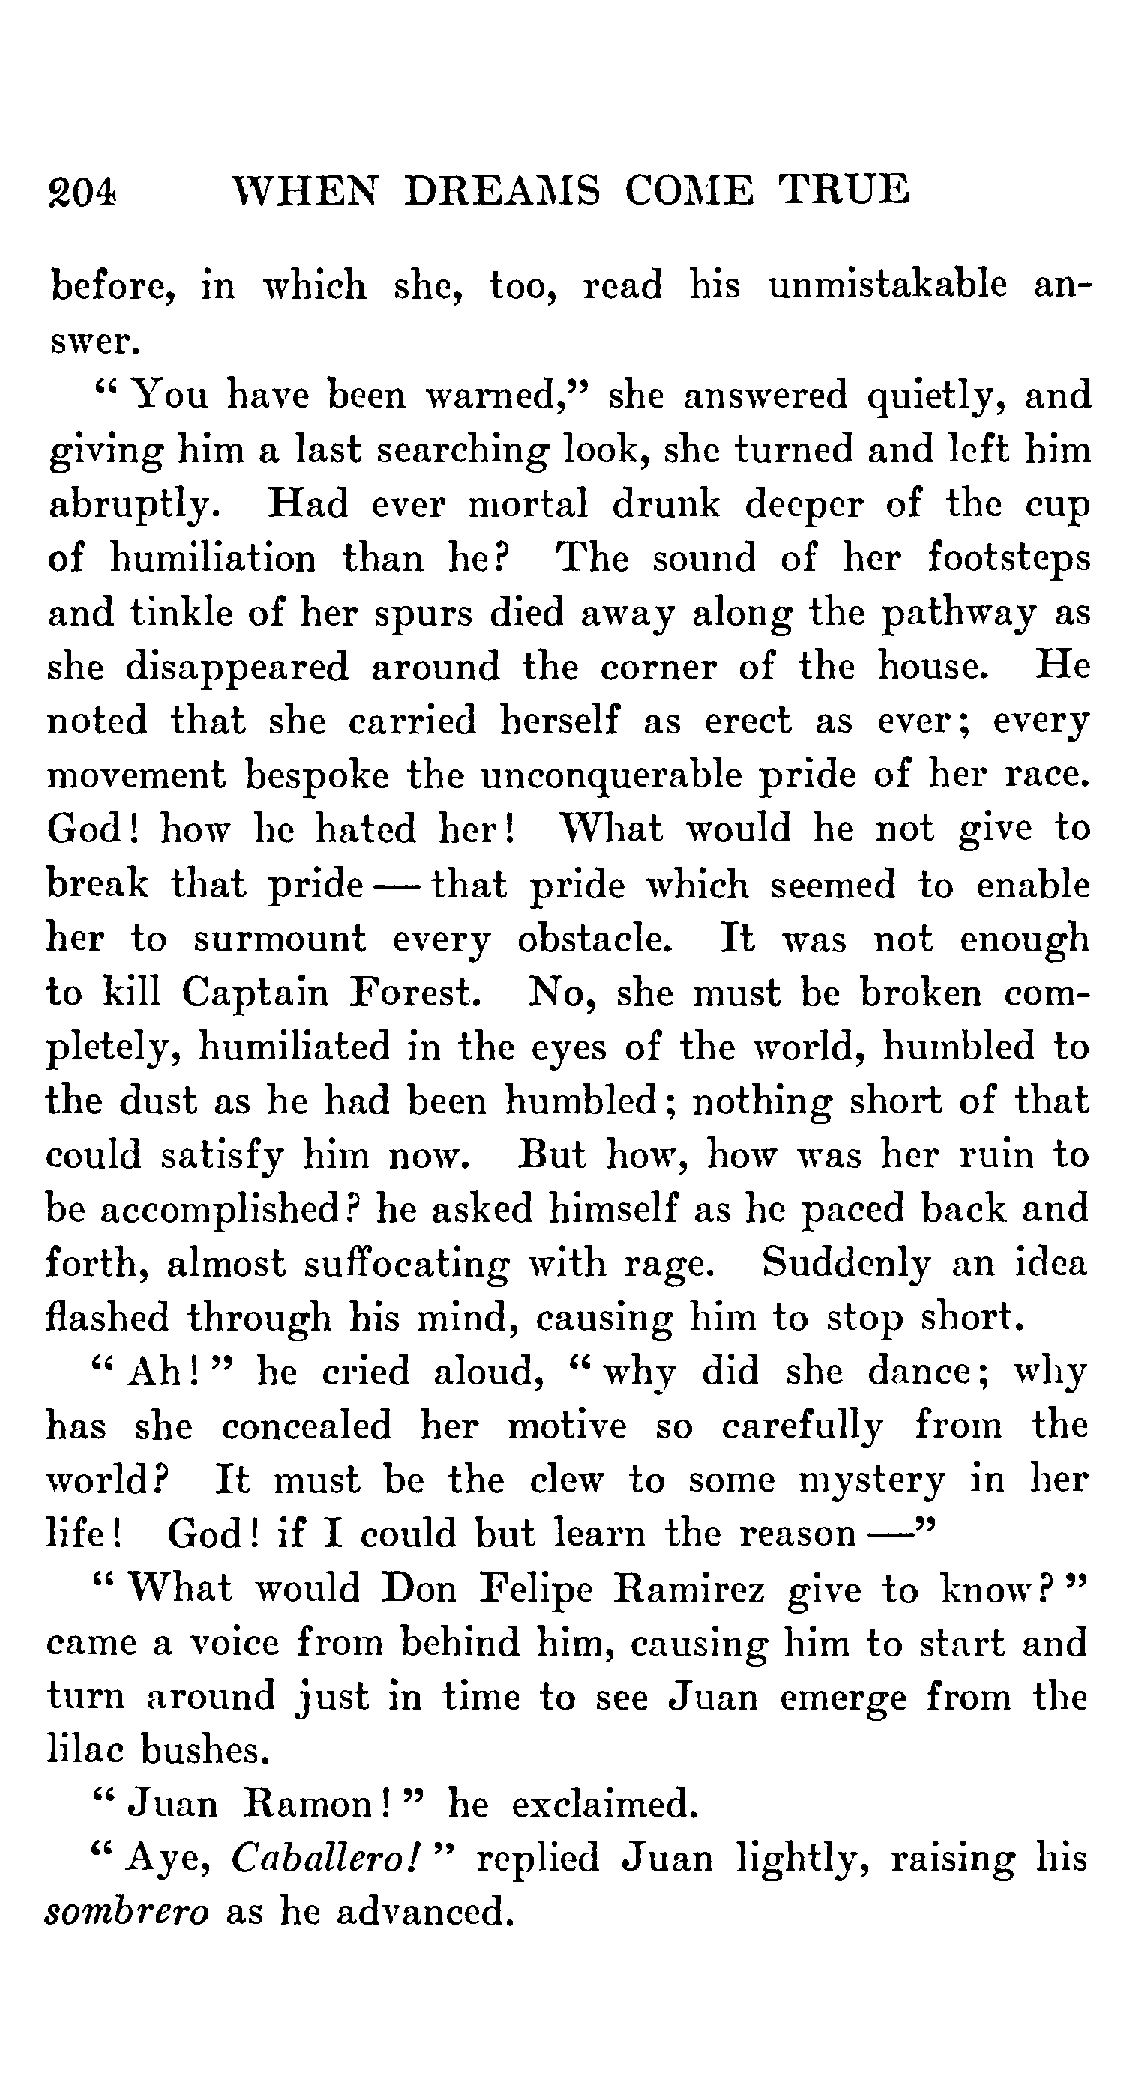 204 WHEN DREAMS COME TRUE
before, in which she, too, read his unmistakable an-
swer.
" You have been warned," she answered quietly, and
giving him a last searching look, she turned and left him
abruptly. Had ever mortal drunk deeper of the cup
of humiliation than he? The sound of her footsteps
and tinkle of her spurs died away along the pathway as
she disappeared around the corner of the house. He
noted that she carried herself as erect as ever; every
movement bespoke the unconquerable pride of her race.
God! how he hated her! What would he not give to
break that pride — that pride which seemed to enable
her to surmount every obstacle. It was not enough
to kill Captain Forest. No, she must be broken com-
pletely, humiliated in the eyes of the world, humbled to
the dust as he had been humbled; nothing short of that
could satisfy him now. But how, how was her ruin to
be accomplished? he asked himself as he paced back and
forth, almost suffocating with rage. Suddenly an idea
flashed through his mind, causing him to stop short.
" Ah! " he cried aloud, " why did she dance; why
has she concealed her motive so carefully from the
world? It must be the clew to some mystery in her
life! God! if I could but learn the reason —"
" What would Don Felipe Ramirez give to know? "
came a voice from behind him, causing him to start and
turn around just in time to see Juan emerge from the
lilac bushes.
" Juan Ramon! " he exclaimed.
" Aye, Caballero! " replied Juan lightly, raising his
sombrero as he advanced.